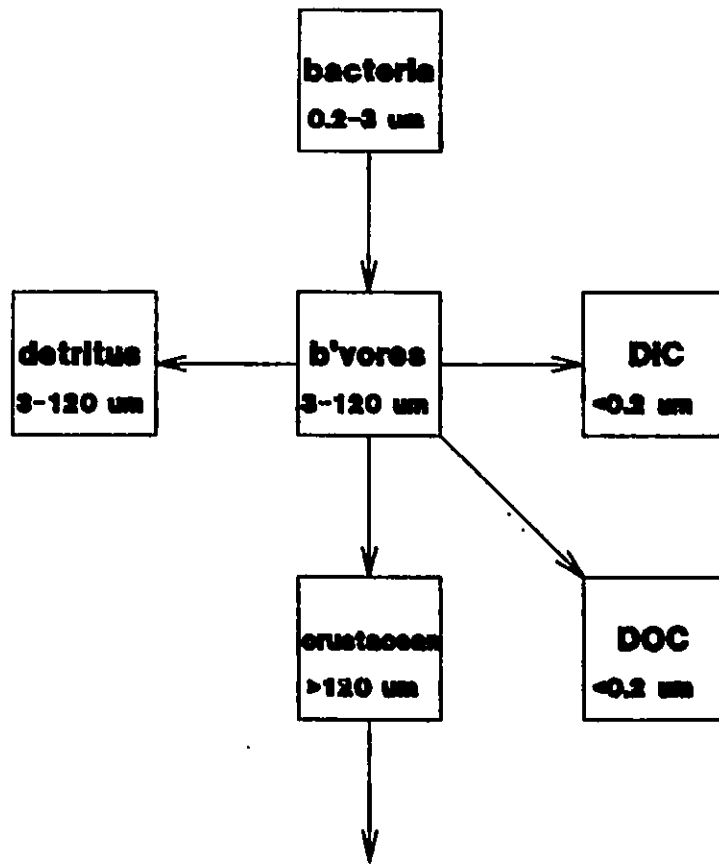 bacteria
0.2-3 um
detritus
3-120 um
b'vores
3-120 um
DIC
<0.2 um
crustacean
>120 um
DOC
<0.2 um